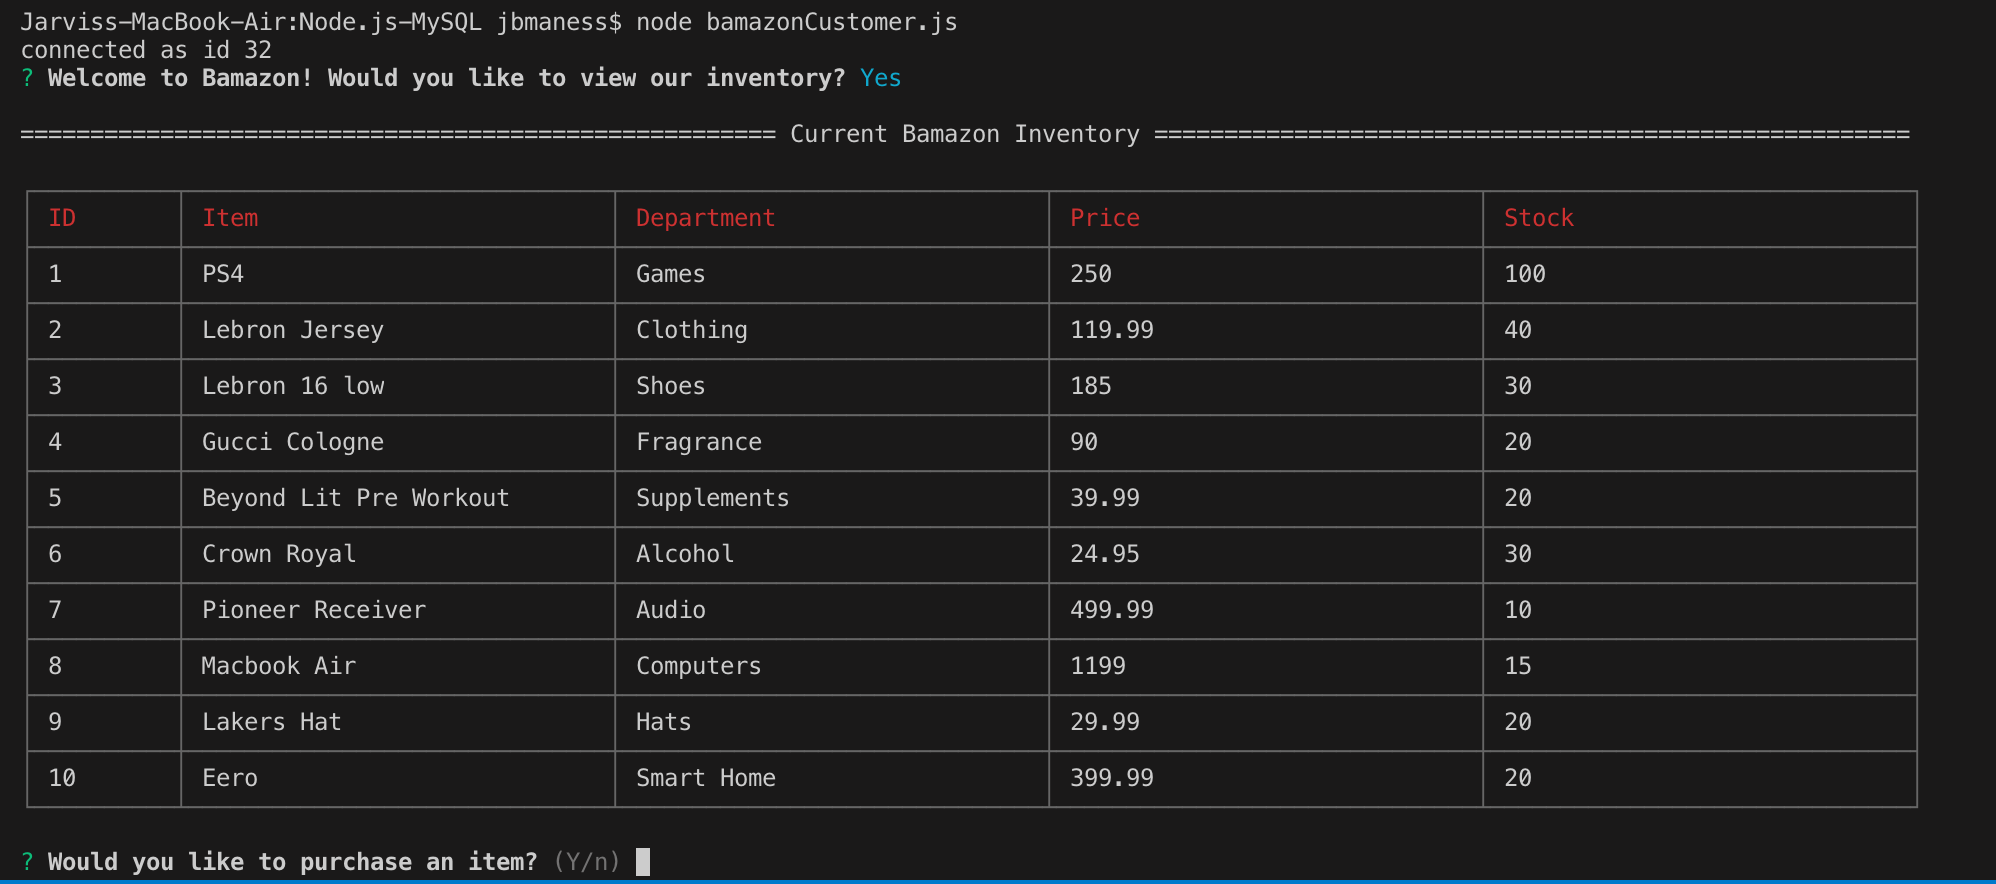 Jarviss-MacBook-Air:Node.js-MySQL jbmaness$ node bamazonCustomer.js
connected as id 32
? Welcome to Bamazon! Would you like to view our inventory? Yes
====================================================== Current Bamazon Inventory ======================================================
ID Item Department Price Stock
1 PS4 Games 250 100
2 Lebron Jersey Clothing 119.99 40
3 Lebron 16 low Shoes 185 30
4 Gucci Cologne Fragrance 90 20
5 Beyond Lit Pre Workout Supplements 39.99 20
6 Crown Royal Alcohol 24.95 30
7 Pioneer Receiver Audio 499.99 10
8 Macbook Air Computers 1199 15
9 Lakers Hat Hats 29.99 20
10 Eero Smart Home 399.99 20
? Would you like to purchase an item? (Y/n)